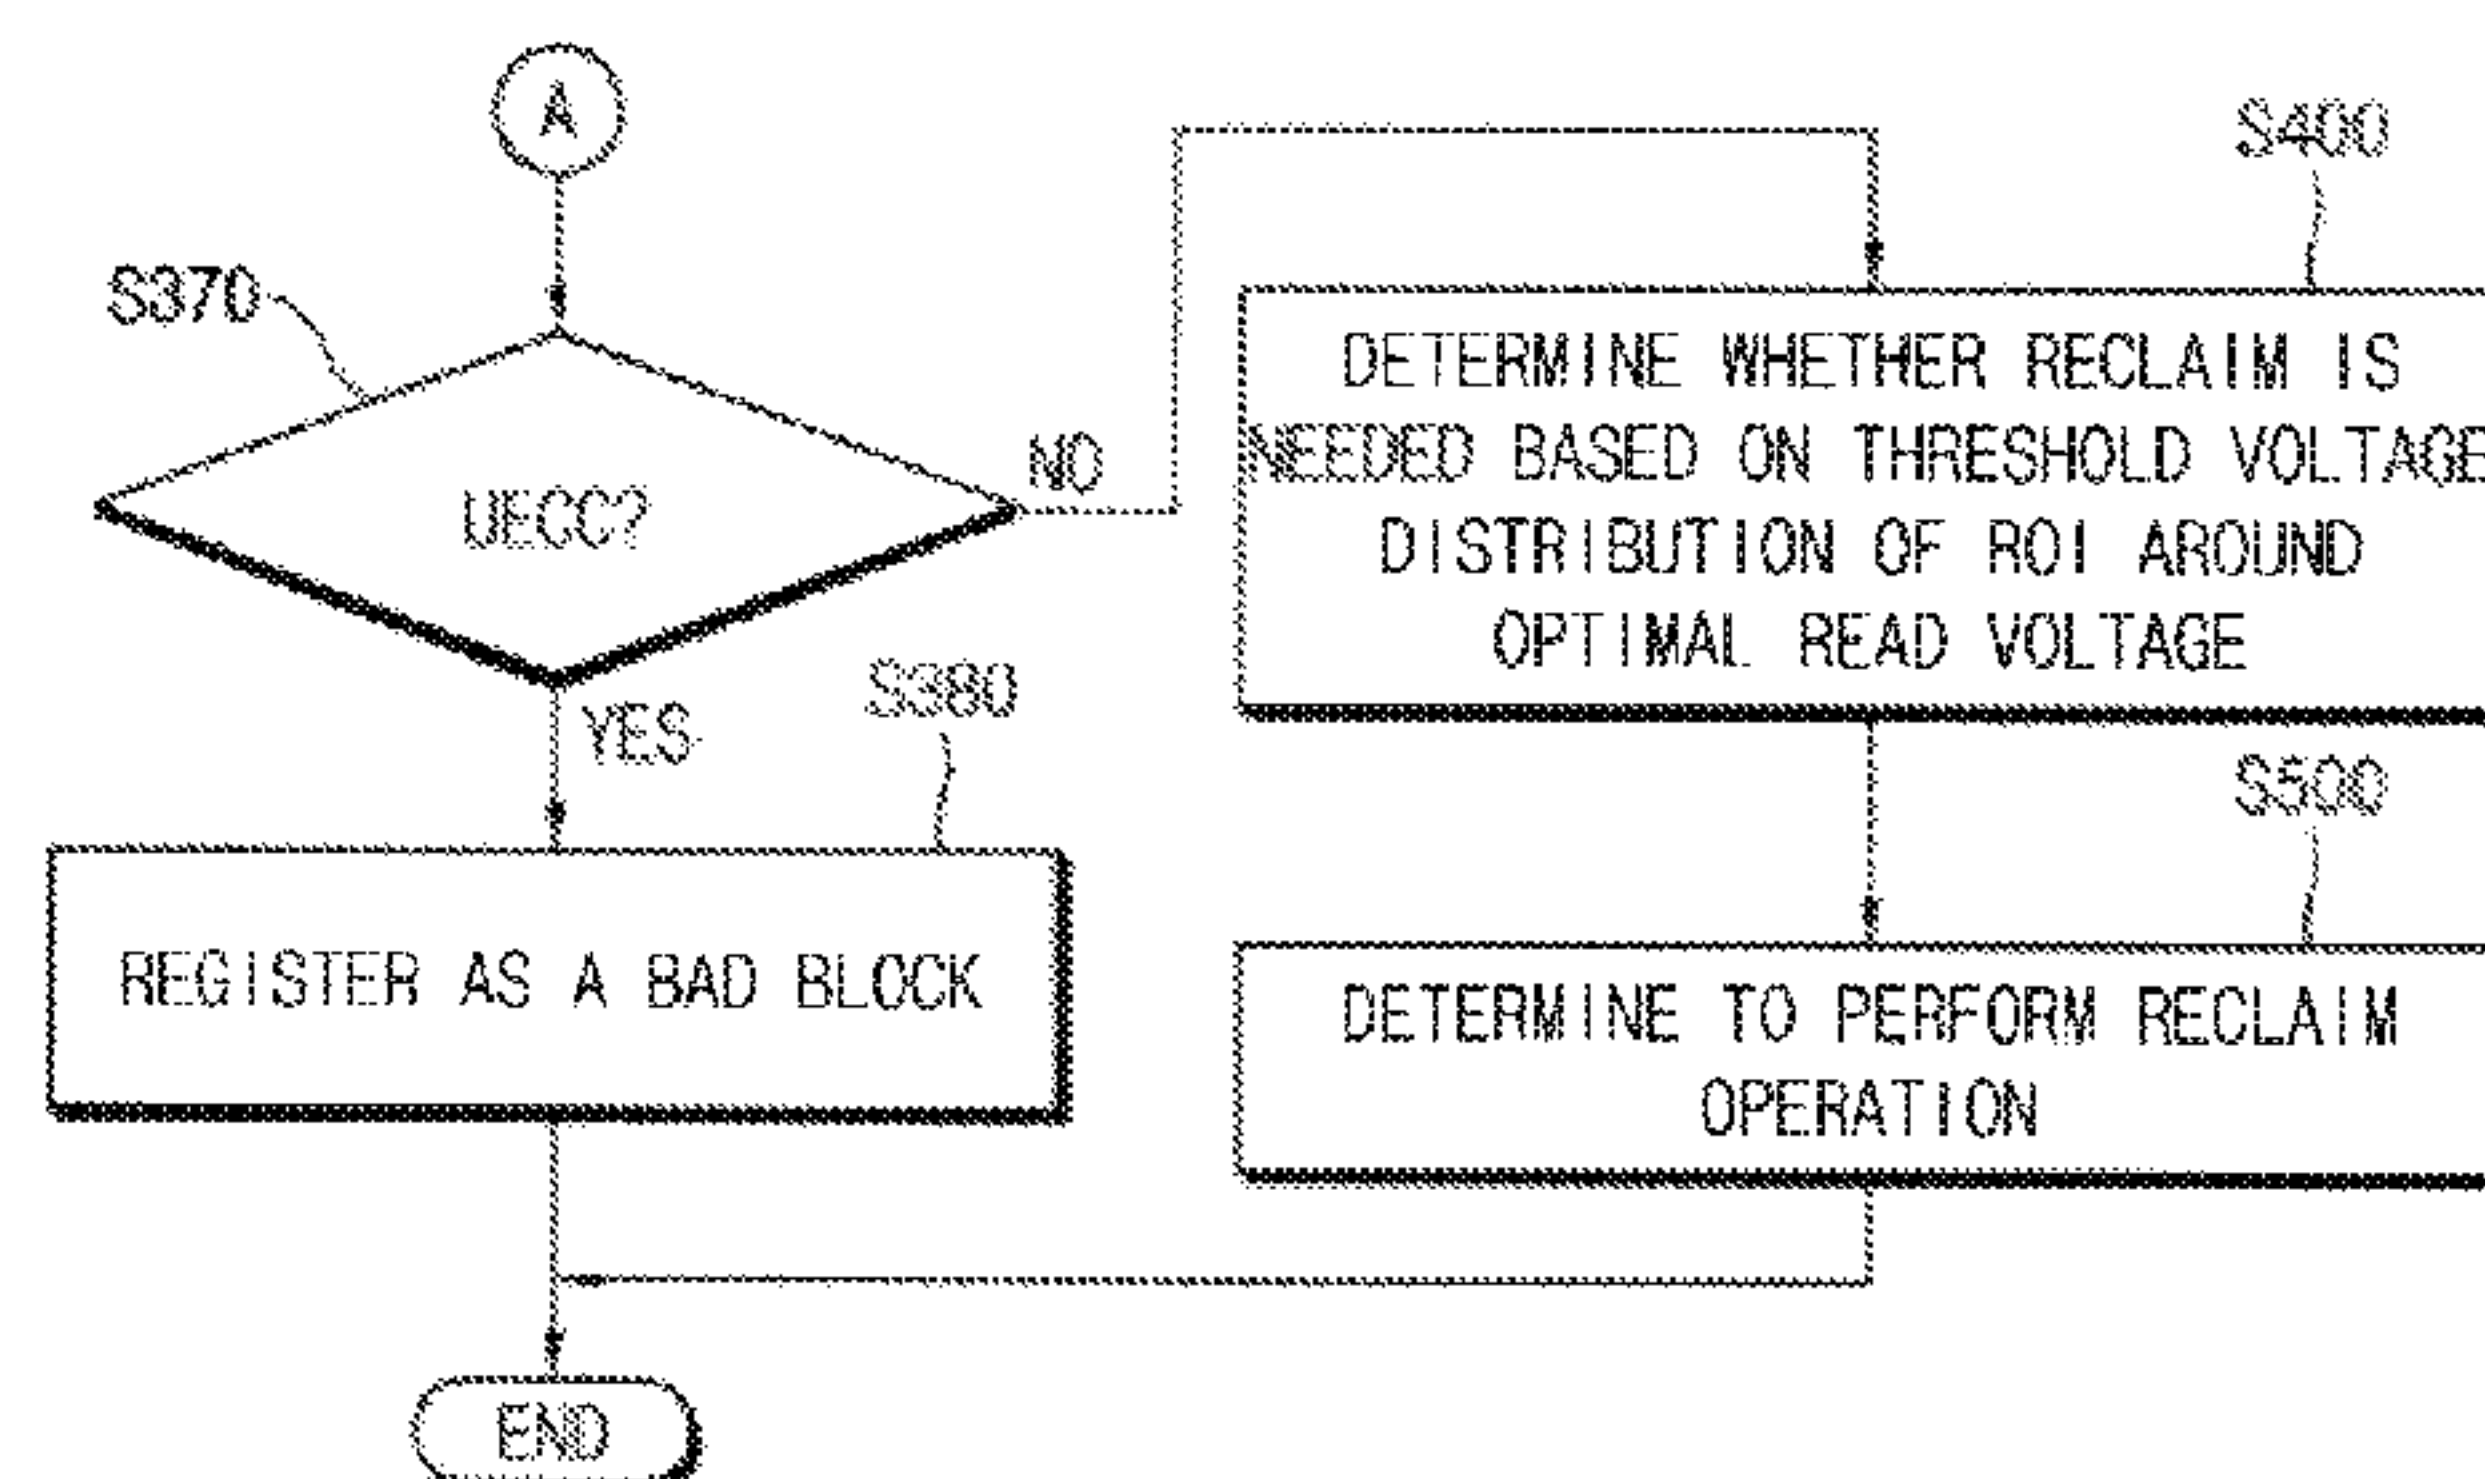 A
S370
UECC?
NO
YES
S380
REGISTER AS A BAD BLOCK
END
S400
DETERMINE WHETHER RECLAIM IS
NEEDED BASED ON THRESHOLD VOLTAGE
DISTRIBUTION OF ROI AROUND
OPTIMAL READ VOLTAGE
S500
DETERMINE TO PERFORM RECLAIM
OPERATION